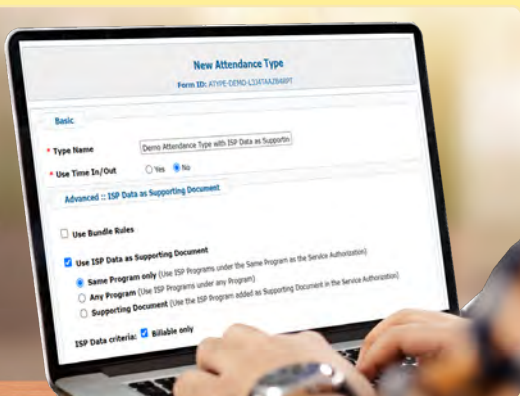 New Attendance Type
Form ID: ATYPE-DEMO-
Basic
* Type Name Demo Attendance Type with ISP Data as Supportin
* Use Time In/Out Yes No
Advanced :: ISP Data as Supporting Document
Use Bundle Rules
Use ISP Data as Supporting Document
Same Program only (Use ISP Programs under the Same Program as the Service Authorization)
Any Program (Use ISP Programs under any Program)
Supporting Document (Use the ISP Program added as Supporting Document in the Service Authorization)
ISP Data criteria: Billable only